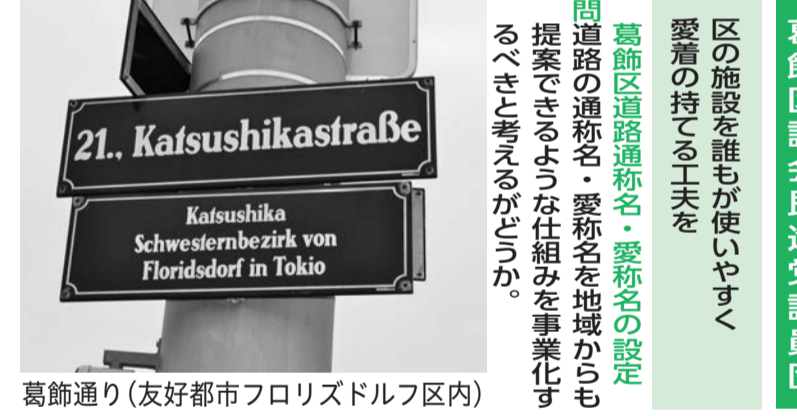 区の施設を誰もが使いやすく
愛着の持てる工夫を
葛飾区道路通称名・愛称名の設定
問 道路の通称名・愛称名を地域からも
提案できるような仕組みを事業化す
るべきと考えるがどうか。
21., Katsushikastraße
Katsushika
Schwesternbezirk von
Floridsdorf in Tokio
葛飾通り(友好都市フロリズドルフ区内)